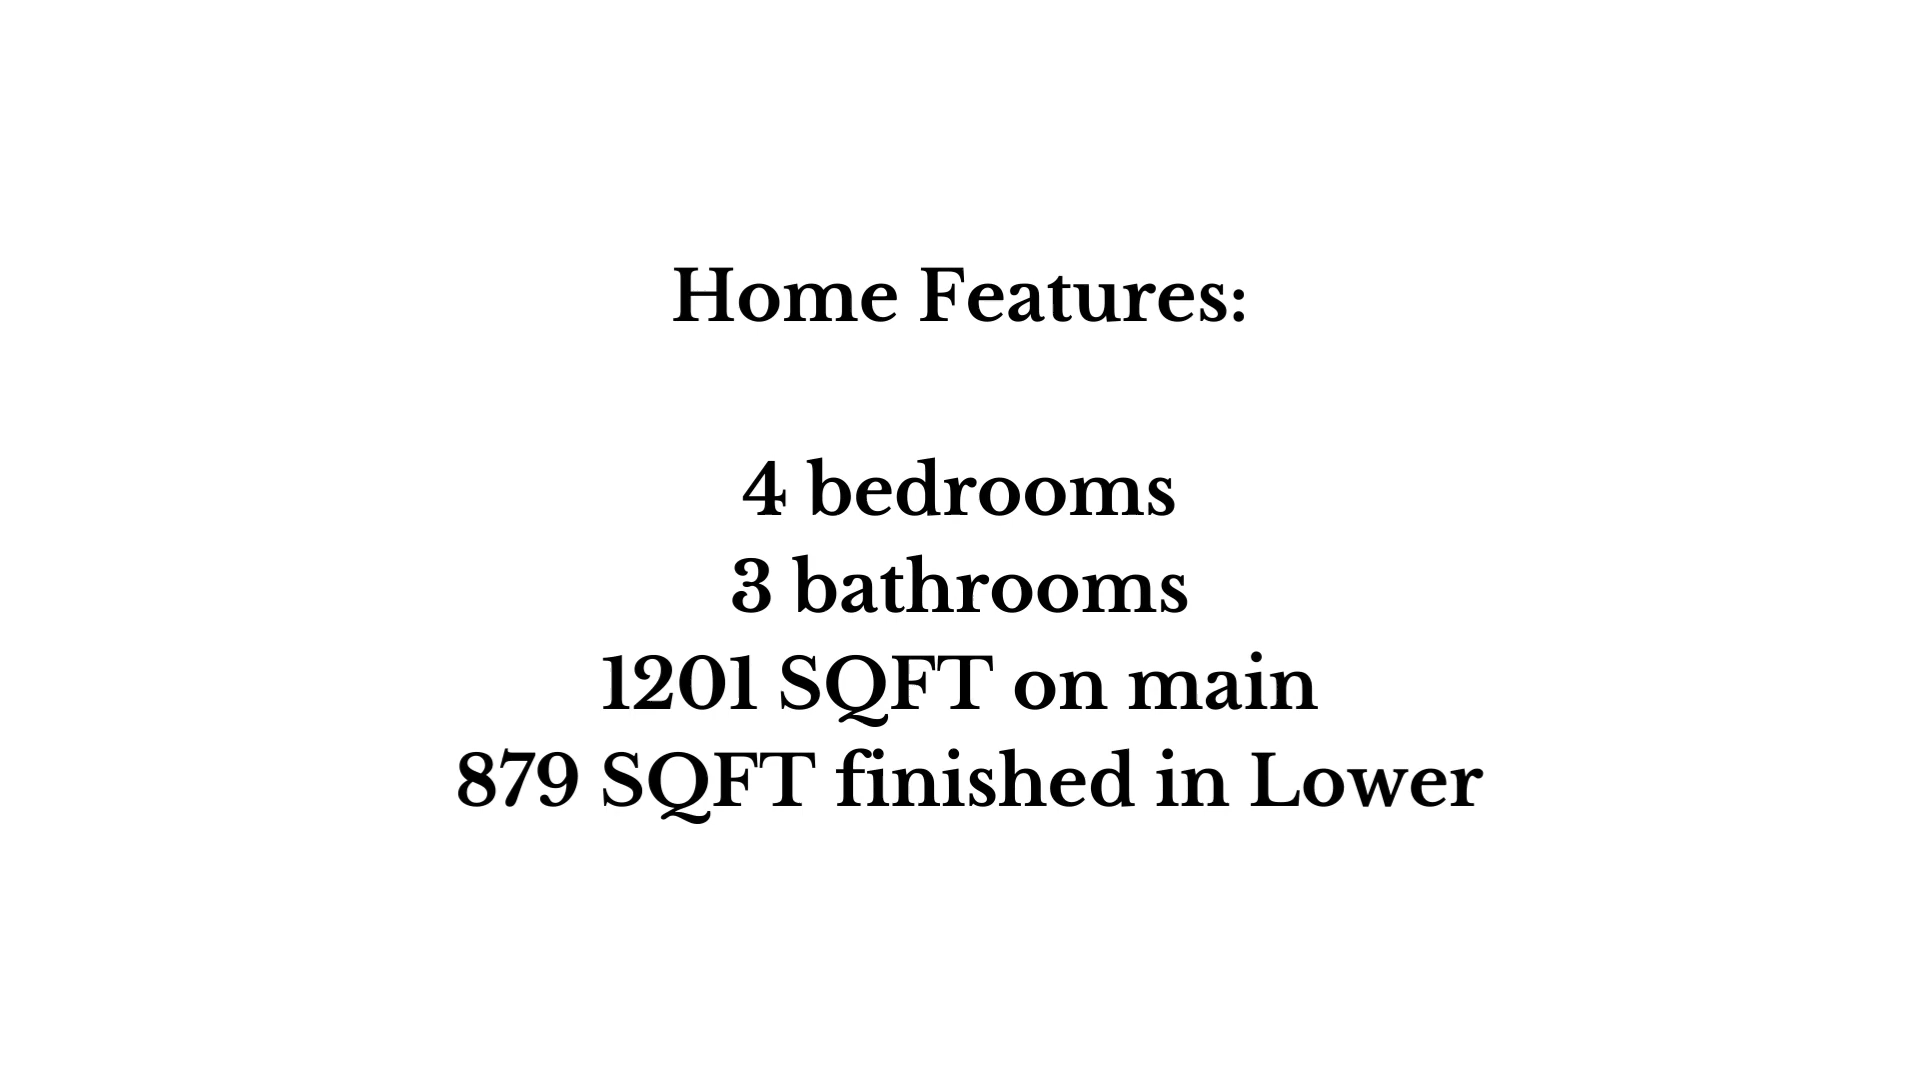 Home Features:
4 bedrooms
3 bathrooms
1201 SQFT on main
879 SQFT finished in Lower